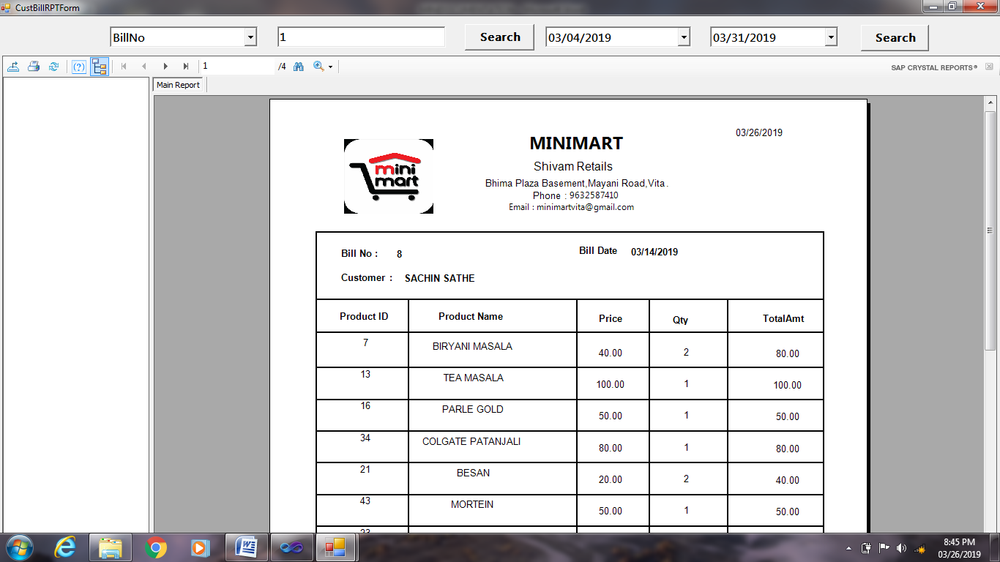 CustBillRPTForm
BillNo 1 Search 03/04/2019 03/31/2019 Search
1 /4 SAP CRYSTAL REPORTS®
Main Report
03/26/2019
mini
mart
MINIMART
Shivam Retails
Bhima Plaza Basement,Mayani Road,Vita .
Phone : 9632587410
Email : minimartvita@gmail.com
Bill No : 8 Bill Date 03/14/2019
Customer : SACHIN SATHE
Product ID Product Name Price Qty TotalAmt
7 BIRYANI MASALA 40.00 2 80.00
13 TEA MASALA 100.00 1 100.00
16 PARLE GOLD 50.00 1 50.00
34 COLGATE PATANJALI 80.00 1 80.00
21 BESAN 20.00 2 40.00
43 MORTEIN 50.00 1 50.00
8:45 PM
03/26/2019